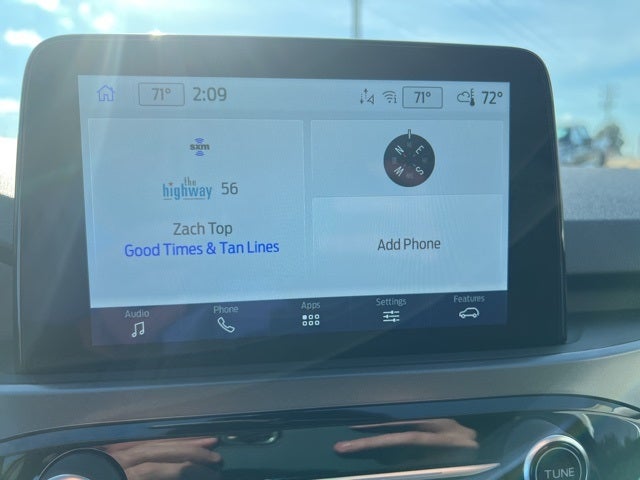 71° 2:09 71° 72°
sxm
the
highway 56
Zach Top
Good Times & Tan Lines
N E S W
Add Phone
Audio Phone Apps Settings Features
TUNE